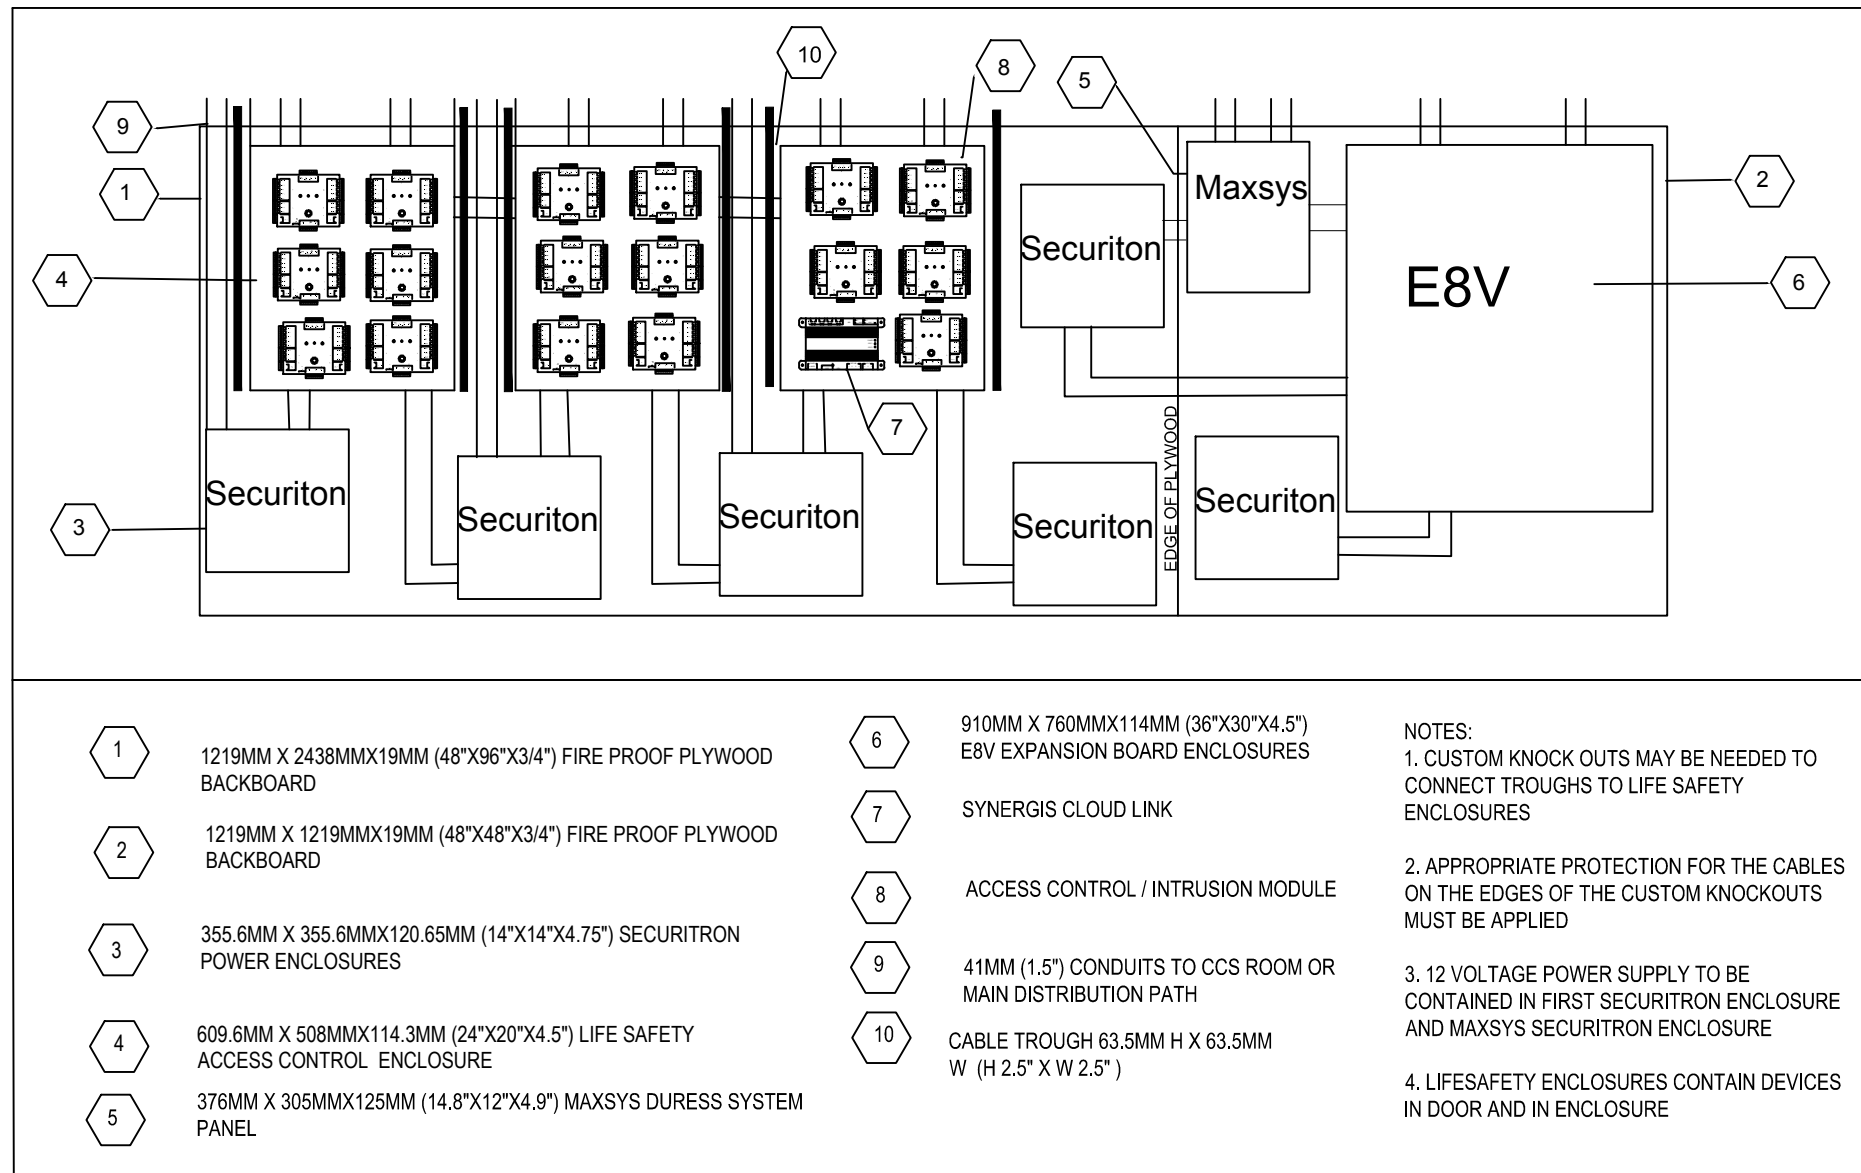 10
8
5
9
1
2
4
6
7
3
Maxsys
Securiton
E8V
Securiton
Securiton
Securiton
Securiton
Securiton
EDGE OF PLYWOOD
1
1219MM X 2438MMX19MM (48"X96"X3/4") FIRE PROOF PLYWOOD
BACKBOARD
2
1219MM X 1219MMX19MM (48"X48"X3/4") FIRE PROOF PLYWOOD
BACKBOARD
3
355.6MM X 355.6MMX120.65MM (14"X14"X4.75") SECURITRON
POWER ENCLOSURES
4
609.6MM X 508MMX114.3MM (24"X20"X4.5") LIFE SAFETY
ACCESS CONTROL ENCLOSURE
5
376MM X 305MMX125MM (14.8"X12"X4.9") MAXSYS DURESS SYSTEM
PANEL
6
910MM X 760MMX114MM (36"X30"X4.5")
E8V EXPANSION BOARD ENCLOSURES
7
SYNERGIS CLOUD LINK
8
ACCESS CONTROL / INTRUSION MODULE
9
41MM (1.5") CONDUITS TO CCS ROOM OR
MAIN DISTRIBUTION PATH
10
CABLE TROUGH 63.5MM H X 63.5MM
W (H 2.5" X W 2.5" )
NOTES:
1. CUSTOM KNOCK OUTS MAY BE NEEDED TO
CONNECT TROUGHS TO LIFE SAFETY
ENCLOSURES
2. APPROPRIATE PROTECTION FOR THE CABLES
ON THE EDGES OF THE CUSTOM KNOCKOUTS
MUST BE APPLIED
3. 12 VOLTAGE POWER SUPPLY TO BE
CONTAINED IN FIRST SECURITRON ENCLOSURE
AND MAXSYS SECURITRON ENCLOSURE
4. LIFESAFETY ENCLOSURES CONTAIN DEVICES
IN DOOR AND IN ENCLOSURE